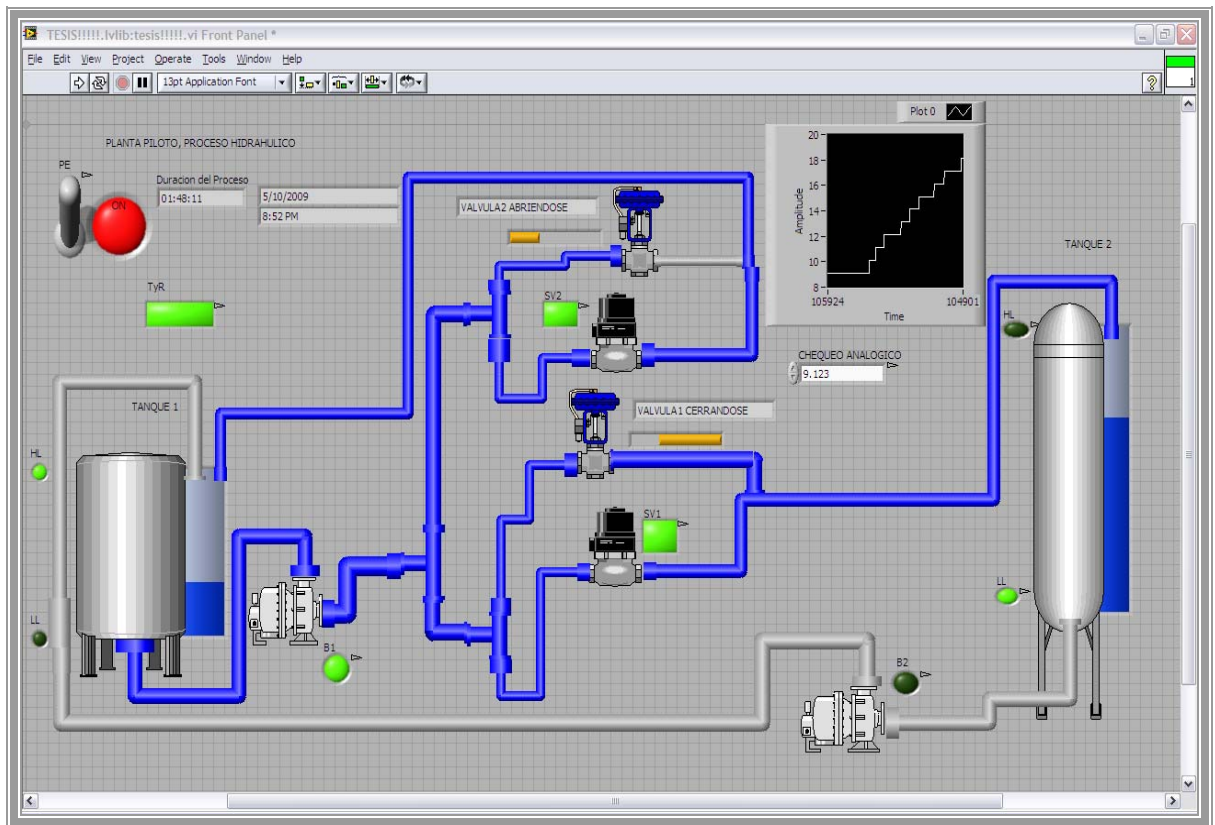 TESIS!!!!!.lvlib:tesis!!!!!.vi Front Panel *
File Edit View Project Operate Tools Window Help
13pt Application Font
1
PLANTA PILOTO, PROCESO HIDRAHULICO
PE
ON
Duracion del Proceso
01:48:11
5/10/2009
8:52 PM
TyR
VALVULA2 ABRIENDOSE
SV2
Plot 0
Amplitude
20
18
16
14
12
10
8
105924
104901
Time
TANQUE 2
HL
CHEQUEO ANALOGICO
9.123
VALVULA1 CERRANDOSE
TANQUE 1
HL
SV1
LL
LL
B1
B2